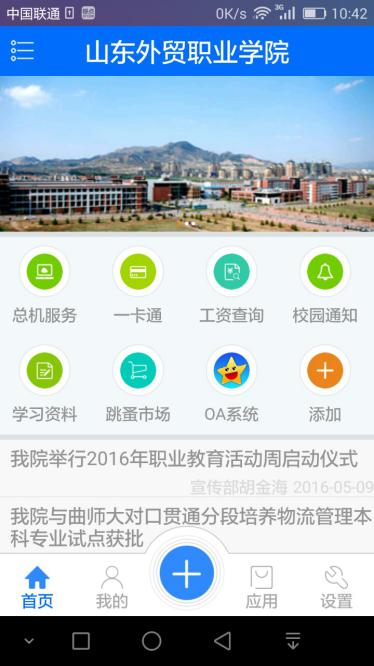 中国联通 0K/s 3G 10:42
山东外贸职业学院
总机服务 一卡通 工资查询 校园通知
学习资料 跳蚤市场 OA系统 添加
我院举行2016年职业教育活动周启动仪式
宣传部胡金海 2016-05-09
我院与曲师大对口贯通分段培养物流管理本
科专业试点获批
首页 我的 应用 设置